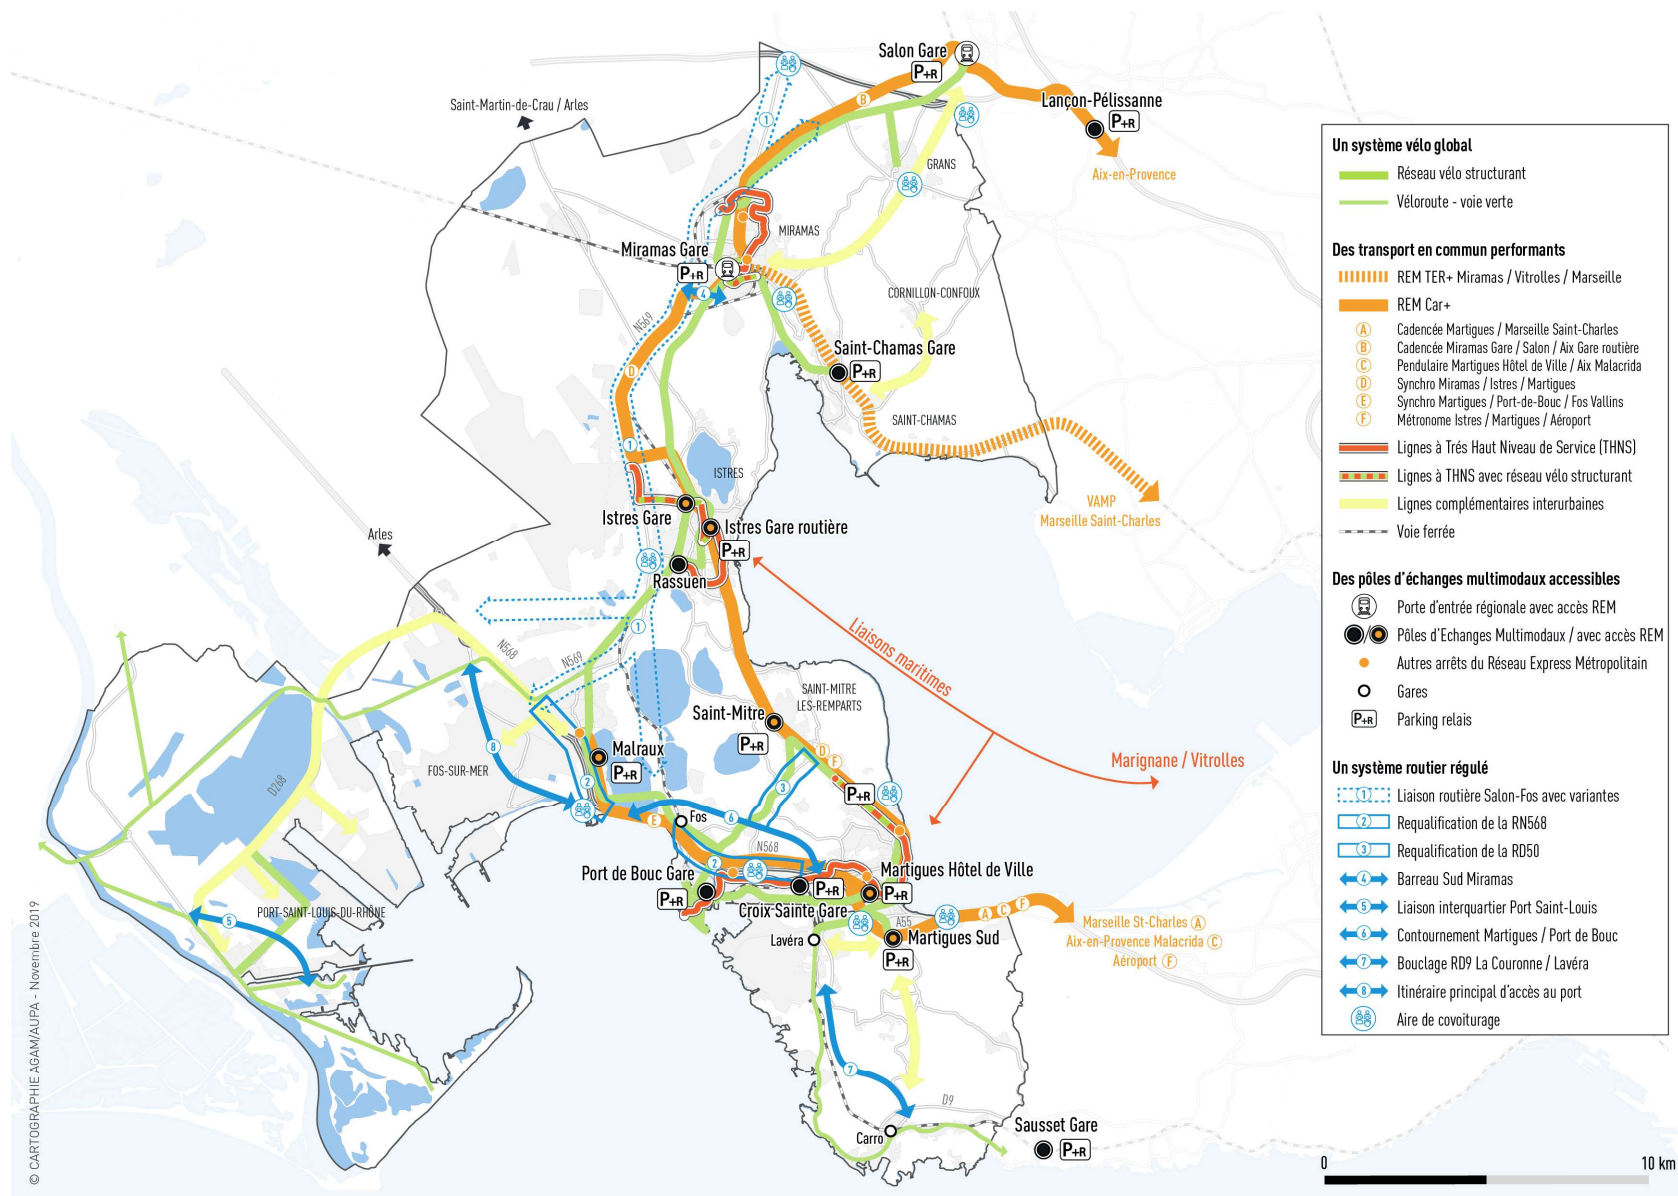 Salon Gare
P+R
Saint-Martin-de-Crau / Arles
Lançon-Pélissanne
P+R
B
1
GRANS
Aix-en-Provence
MIRAMAS
Miramas Gare
P+R
4
CORNILLON-CONFOUX
N569
Saint-Chamas Gare
P+R
D
SAINT-CHAMAS
1
ISTRES
VAMP
Marseille Saint-Charles
Istres Gare
Istres Gare routière
P+R
Arles
Rassuen
1
Liaisons maritimes
N568
N569
SAINT-MITRE
LES-REMPARTS
Saint-Mitre
P+R
D
F
8
Malraux
P+R
FOS-SUR-MER
Marignane / Vitrolles
D268
2
3
P+R
6
E
Fos
N568
2
Port de Bouc Gare
P+R
Martigues Hôtel de Ville
P+R
P+R
Croix-Sainte Gare
A55
A
C
F
5
PORT-SAINT-LOUIS-DU-RHÔNE
Lavéra
Martigues Sud
P+R
Marseille St-Charles A
Aix-en-Provence Malacrida C
Aéroport F
7
D9
Carro
Sausset Gare
P+R
© CARTOGRAPHIE AGAM/AUPA - Novembre 2019
Un système vélo global
Réseau vélo structurant
Véloroute - voie verte
Des transport en commun performants
REM TER+ Miramas / Vitrolles / Marseille
REM Car+
A Cadencée Martigues / Marseille Saint-Charles
B Cadencée Miramas Gare / Salon / Aix Gare routière
C Pendulaire Martigues Hôtel de Ville / Aix Malacrida
D Synchro Miramas / Istres / Martigues
E Synchro Martigues / Port-de-Bouc / Fos Vallins
F Métronome Istres / Martigues / Aéroport
Lignes à Trés Haut Niveau de Service (THNS)
Lignes à THNS avec réseau vélo structurant
Lignes complémentaires interurbaines
Voie ferrée
Des pôles d'échanges multimodaux accessibles
Porte d'entrée régionale avec accès REM
/ Pôles d'Echanges Multimodaux / avec accès REM
Autres arrêts du Réseau Express Métropolitain
Gares
P+R Parking relais
Un système routier régulé
1 Liaison routière Salon-Fos avec variantes
2 Requalification de la RN568
3 Requalification de la RD50
4 Barreau Sud Miramas
5 Liaison interquartier Port Saint-Louis
6 Contournement Martigues / Port de Bouc
7 Bouclage RD9 La Couronne / Lavéra
8 Itinéraire principal d'accès au port
Aire de covoiturage
0 10 km